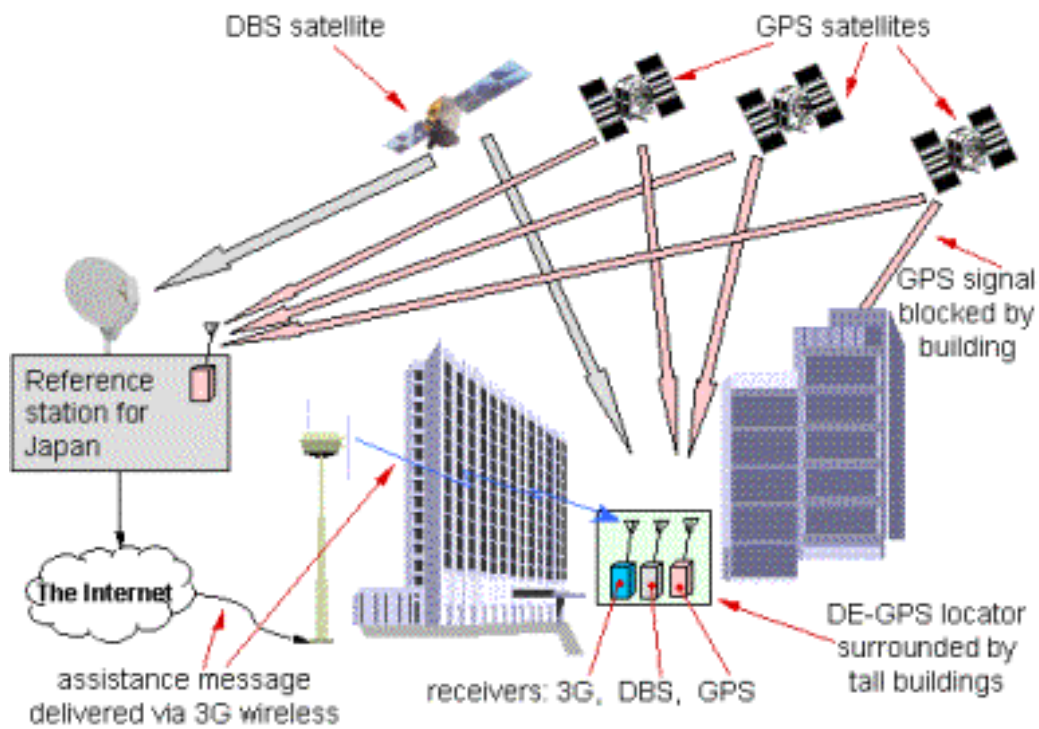 DBS satellite
GPS satellites
GPS signal
blocked by
building
Reference
station for
Japan
The Internet
assistance message
delivered via 3G wireless
receivers: 3G, DBS, GPS
DE-GPS locator
surrounded by
tall buildings